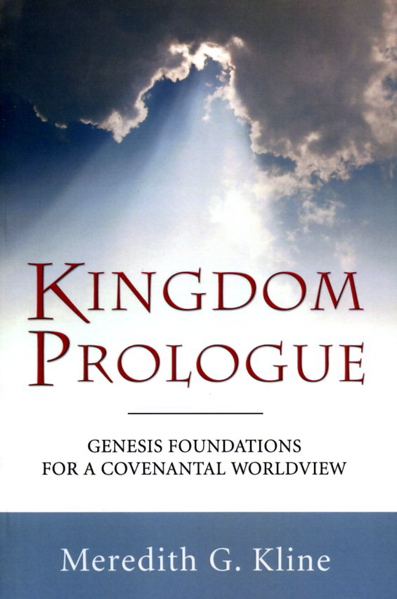 KINGDOM
PROLOGUE
GENESIS FOUNDATIONS
FOR A COVENANTAL WORLDVIEW
Meredith G. Kline